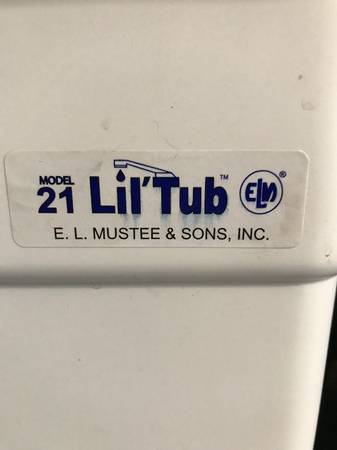 MODEL
21 Lil'Tub™ ELM®
E. L. MUSTEE & SONS, INC.